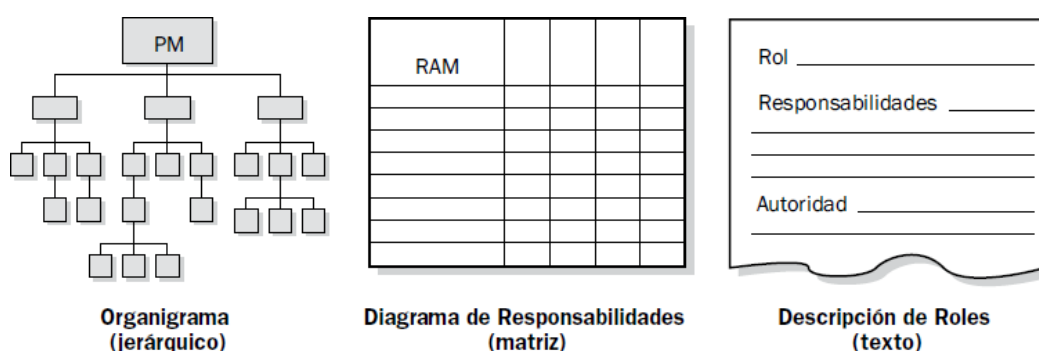 PM
RAM
Rol
Responsabilidades
Autoridad
Organigrama
(jerárquico)
Diagrama de Responsabilidades
(matriz)
Descripción de Roles
(texto)